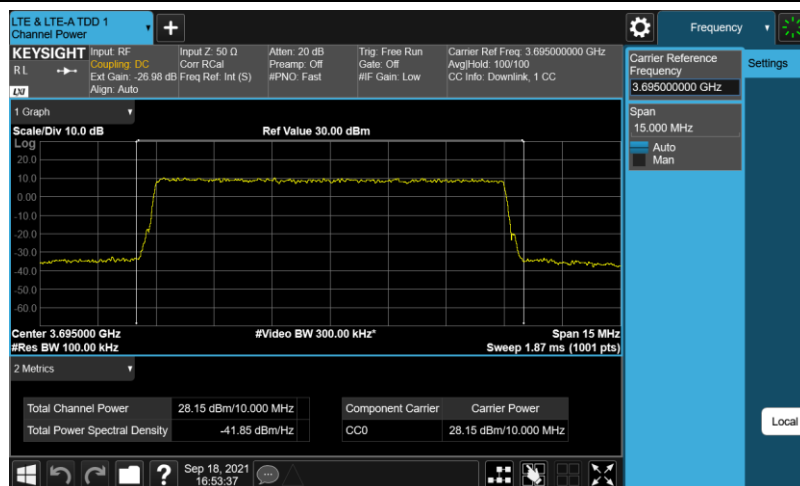 LTE & LTE-A TDD 1
Channel Power
+
Frequency
KEYSIGHT
RL
LXI
Input: RF
Coupling: DC
Ext Gain: -26.98 dB
Align: Auto
Input Z: 50 Ω
Corr RCal
Freq Ref: Int (S)
Atten: 20 dB
Preamp: Off
#PNO: Fast
Trig: Free Run
Gate: Off
#IF Gain: Low
Carrier Ref Freq: 3.695000000 GHz
Avg|Hold: 100/100
CC Info: Downlink, 1 CC
Carrier Reference
Frequency
3.695000000 GHz
Settings
Span
15.000 MHz
Auto
Man
1 Graph
Scale/Div 10.0 dB
Ref Value 30.00 dBm
Log
20.0
10.0
0.00
-10.0
-20.0
-30.0
-40.0
-50.0
-60.0
Center 3.695000 GHz
#Video BW 300.00 kHz*
Span 15 MHz
#Res BW 100.00 kHz
Sweep 1.87 ms (1001 pts)
2 Metrics
Total Channel Power 28.15 dBm/10.000 MHz
Total Power Spectral Density -41.85 dBm/Hz
Component Carrier Carrier Power
CC0 28.15 dBm/10.000 MHz
Local
?
Sep 18, 2021
16:53:37